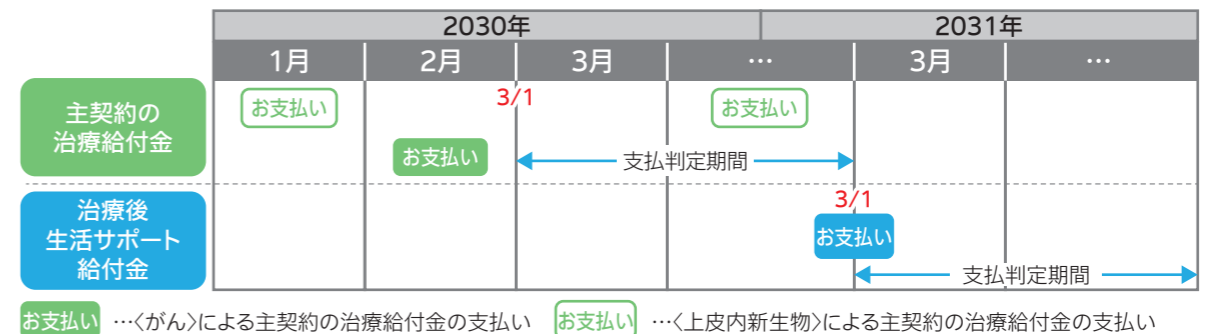 2030年 2031年
1月 2月 3月 … 3月 …
主契約の
治療給付金
お支払い 3/1 お支払い
お支払い 支払判定期間
治療後
生活サポート
給付金
3/1
お支払い
支払判定期間
お支払い …〈がん〉による主契約の治療給付金の支払い お支払い …〈上皮内新生物〉による主契約の治療給付金の支払い